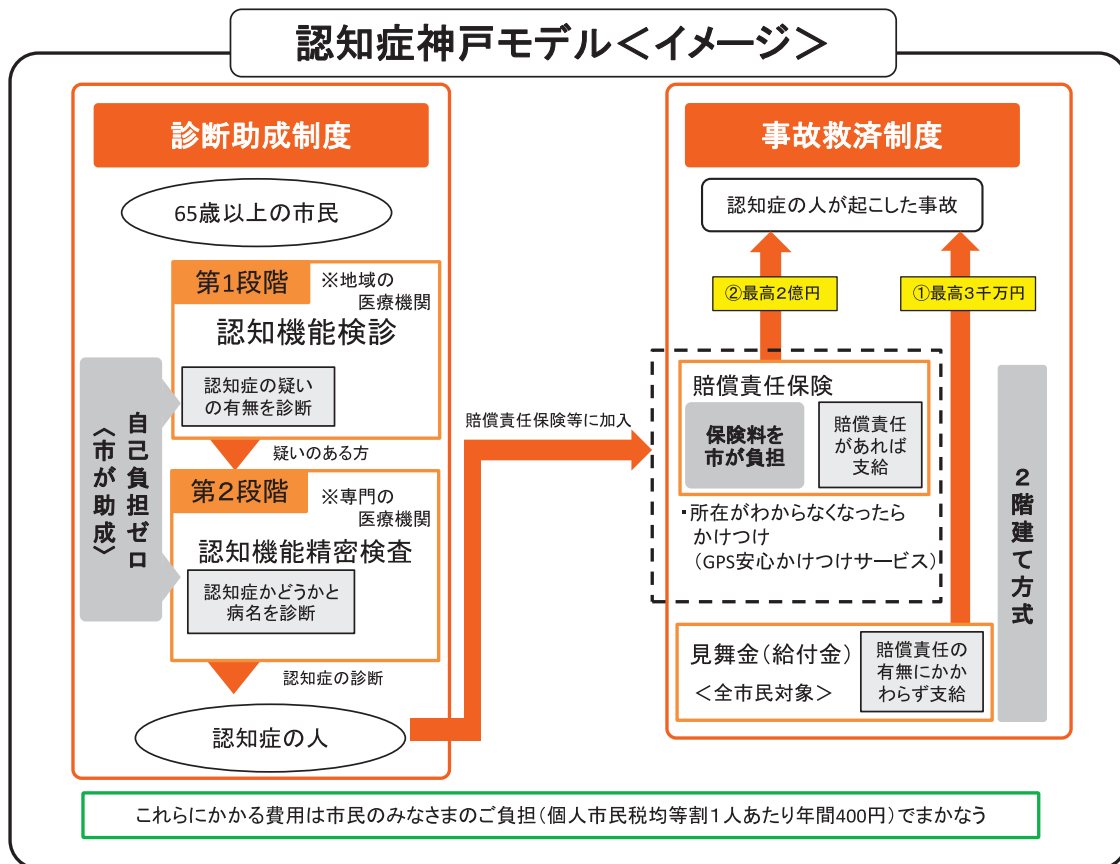 認知症神戸モデル＜イメージ＞
診断助成制度
65歳以上の市民
第1段階
※地域の
医療機関
認知機能検診
認知症の疑い
の有無を診断
疑いのある方
自己負担ゼロ
〈市が助成〉
第2段階
※専門の
医療機関
認知機能精密検査
認知症かどうかと
病名を診断
認知症の診断
認知症の人
賠償責任保険等に加入
事故救済制度
認知症の人が起こした事故
②最高2億円
①最高3千万円
賠償責任保険
保険料を
市が負担
賠償責任
があれば
支給
・所在がわからなくなったら
かけつけ
（GPS安心かけつけサービス）
見舞金（給付金）
＜全市民対象＞
賠償責任の
有無にかか
わらず支給
2階建て方式
これらにかかる費用は市民のみなさまのご負担（個人市民税均等割1人あたり年間400円）でまかなう